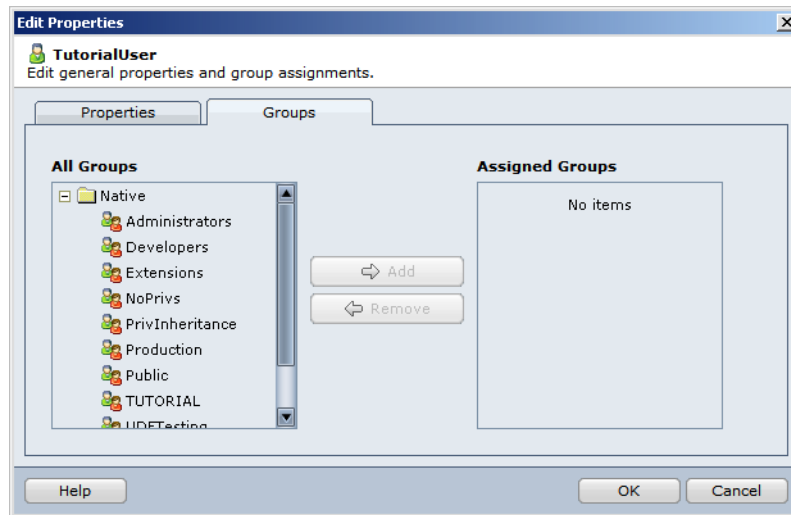 Edit Properties
TutorialUser
Edit general properties and group assignments.
Properties
Groups
All Groups
Native
Administrators
Developers
Extensions
NoPrivs
PrivInheritance
Production
Public
TUTORIAL
UDFTesting
Add
Remove
Assigned Groups
No items
Help
OK
Cancel